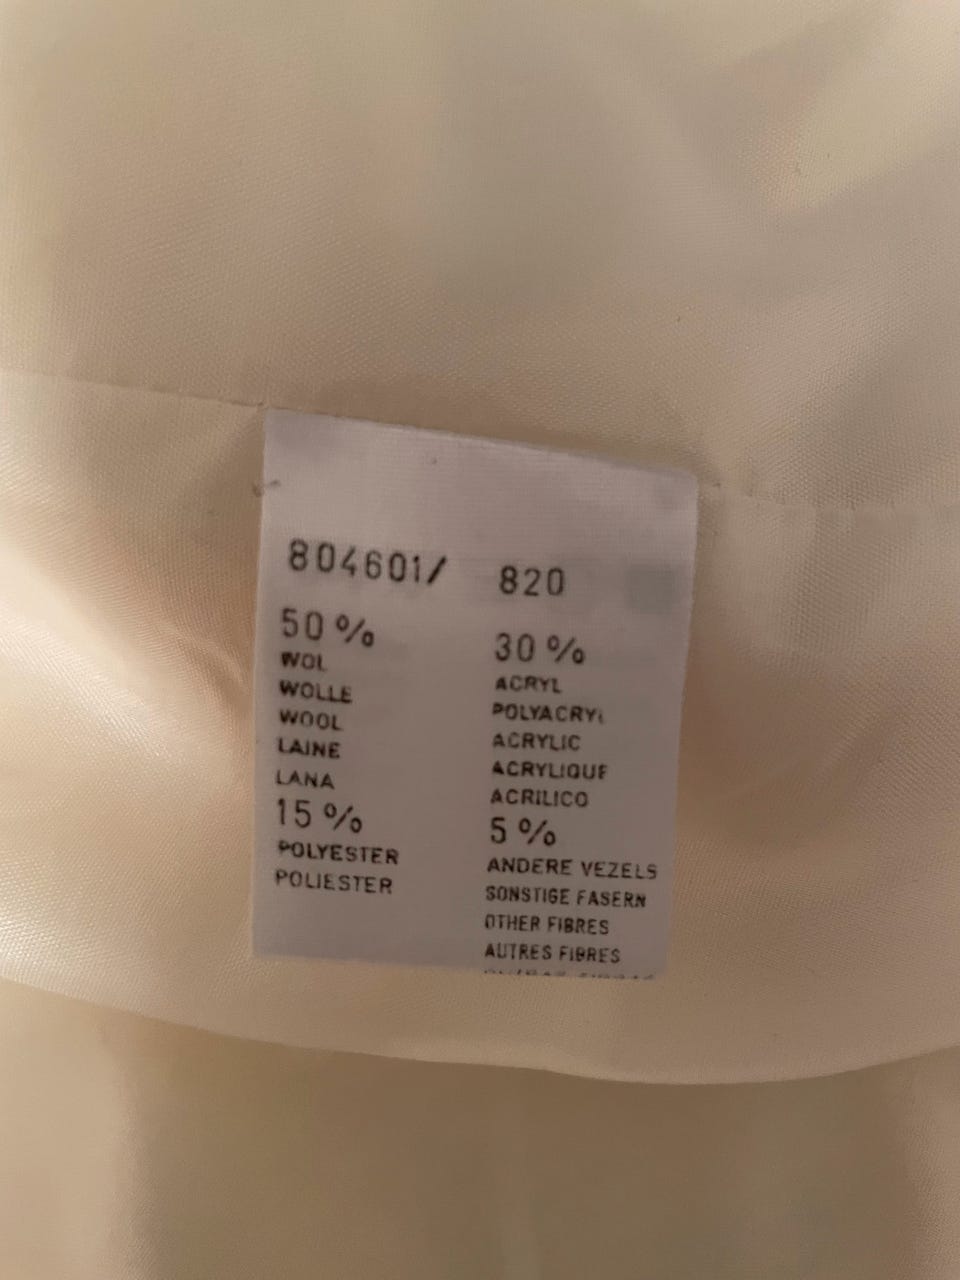 804601/ 820
50 %
WOL
WOLLE
WOOL
LAINE
LANA
15 %
POLYESTER
POLIESTER
30 %
ACRYL
POLYACRYL
ACRYLIC
ACRYLIQUE
ACRILICO
5 %
ANDERE VEZELS
SONSTIGE FASERN
OTHER FIBRES
AUTRES FIBRES